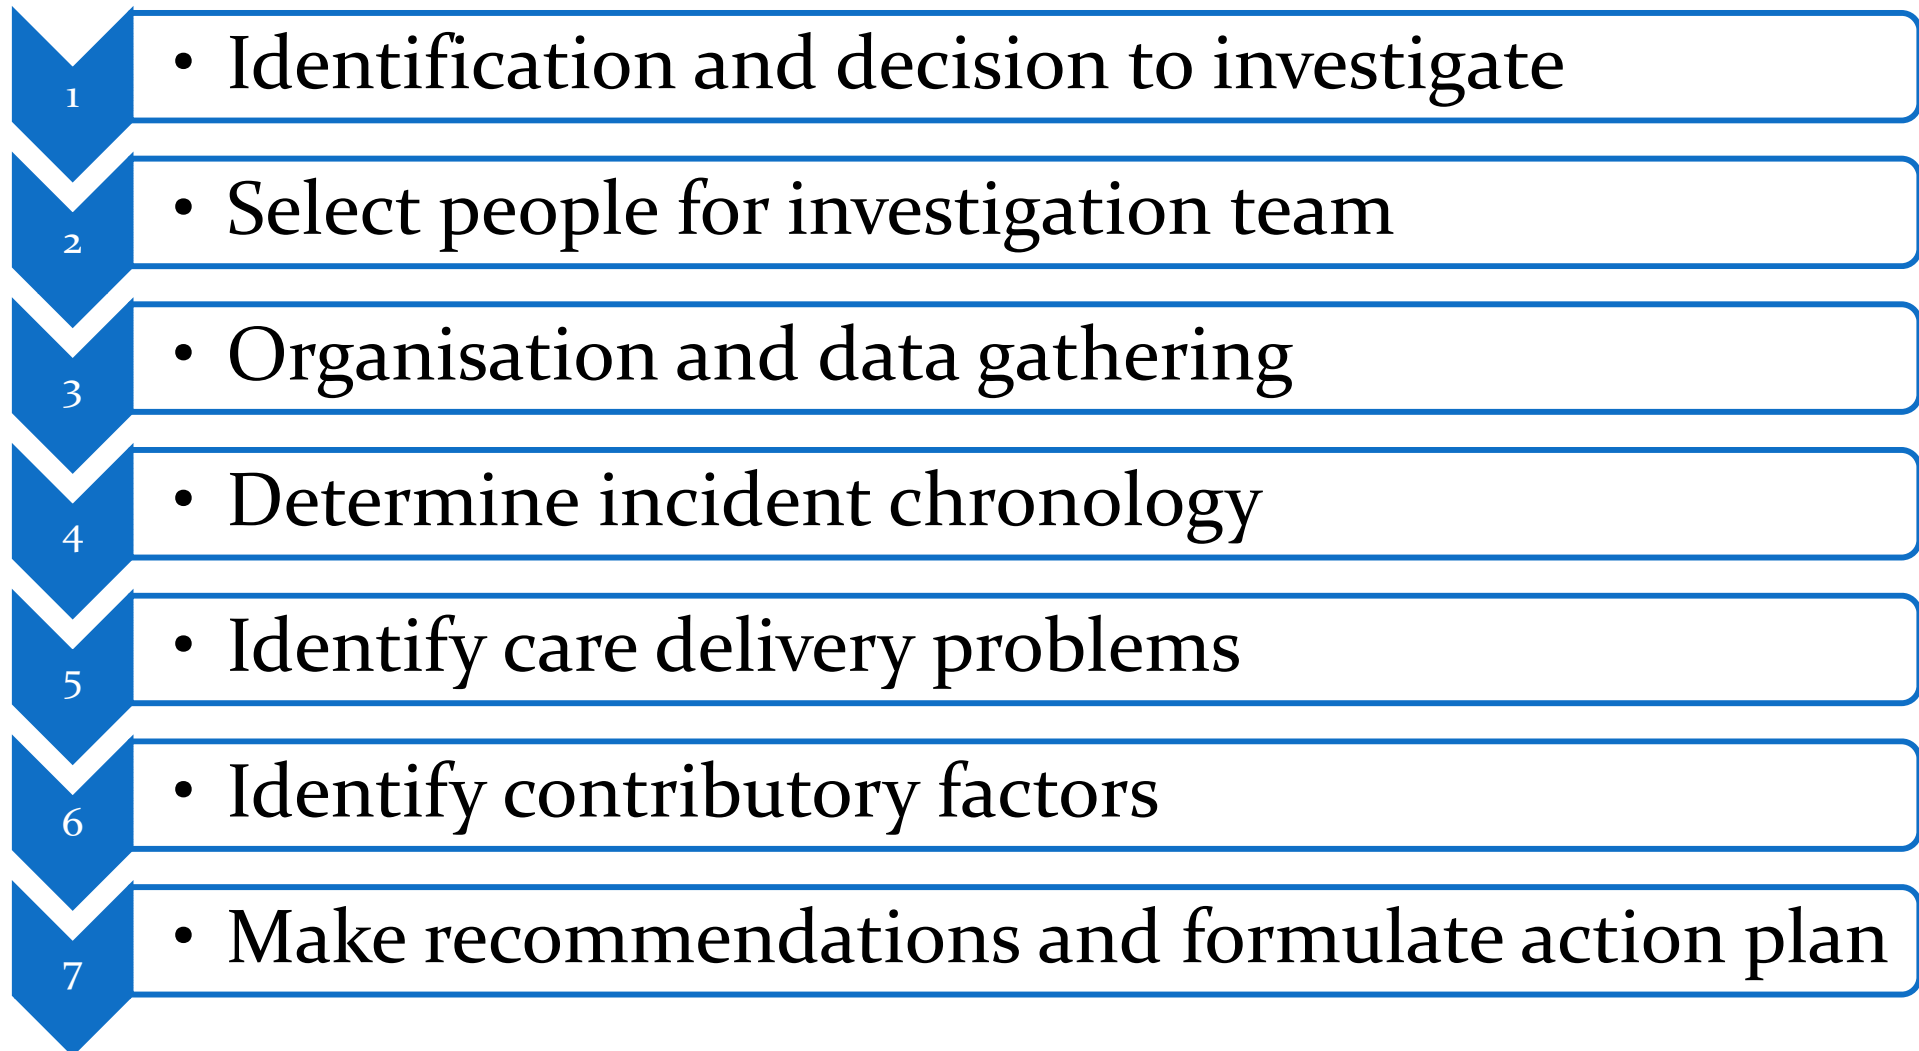 1
• Identification and decision to investigate
2
• Select people for investigation team
3
• Organisation and data gathering
4
• Determine incident chronology
5
• Identify care delivery problems
6
• Identify contributory factors
7
• Make recommendations and formulate action plan